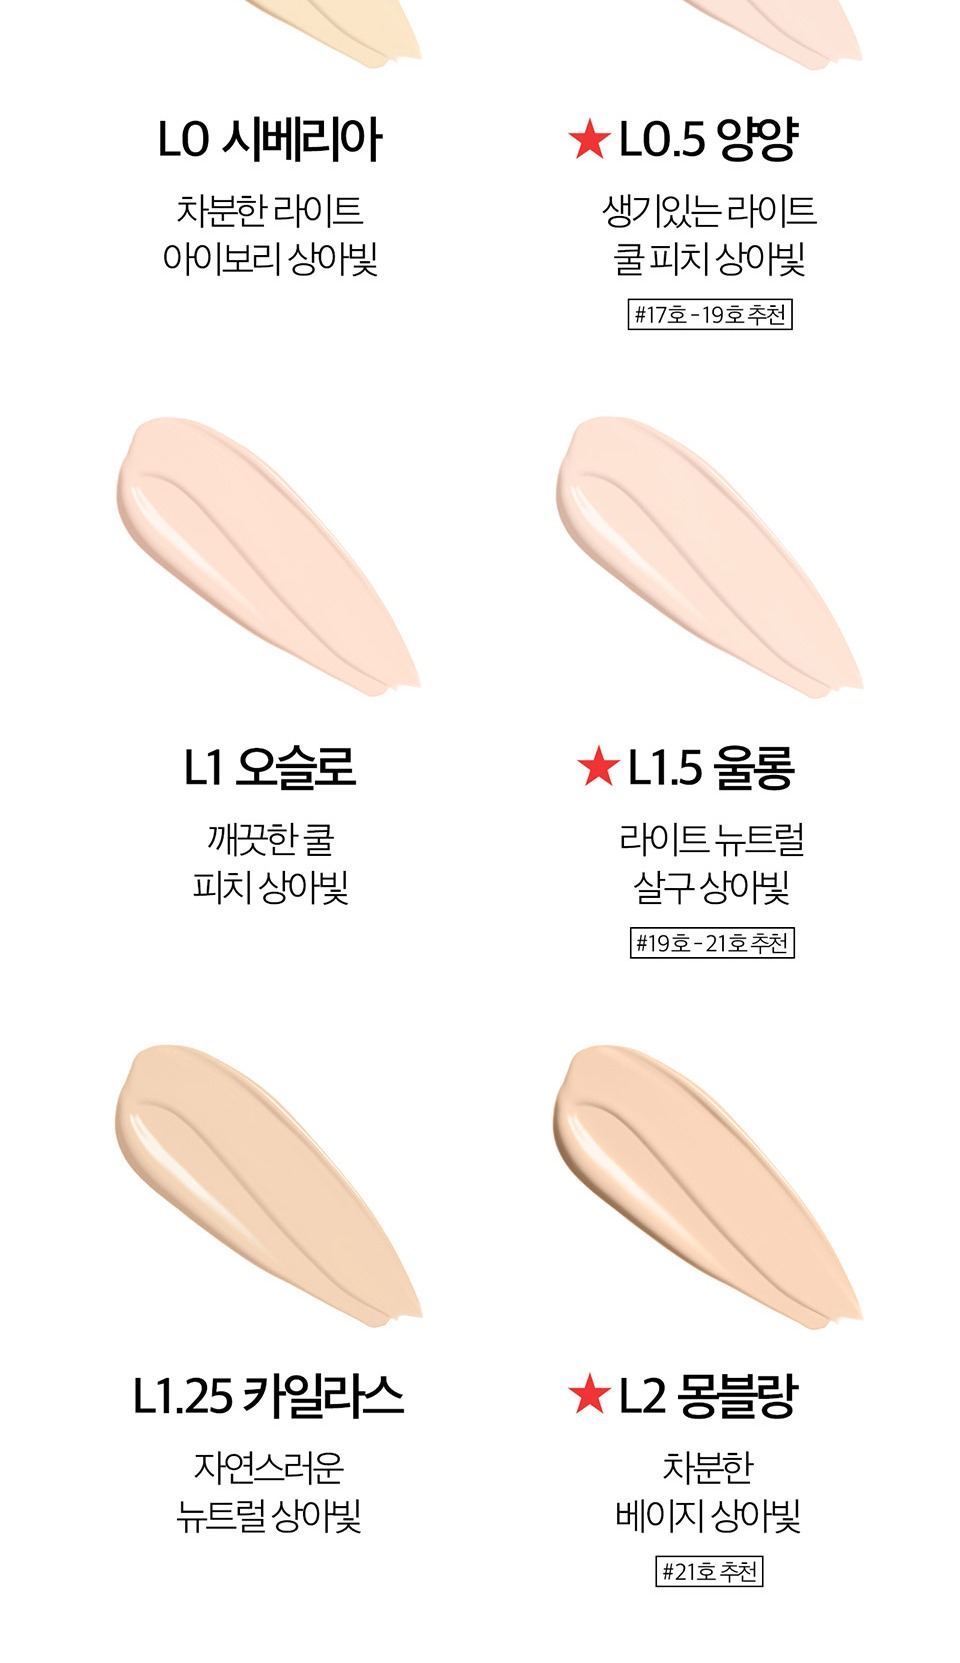 L0 시베리아
차분한 라이트
아이보리 상아빛
★L0.5 양양
생기있는 라이트
쿨 피치 상아빛
#17호 - 19호 추천
L1 오슬로
깨끗한 쿨
피치 상아빛
★L1.5 울릉
라이트 뉴트럴
살구 상아빛
#19호 - 21호 추천
L1.25 카일라스
자연스러운
뉴트럴 상아빛
★L2 몽블랑
차분한
베이지 상아빛
#21호 추천